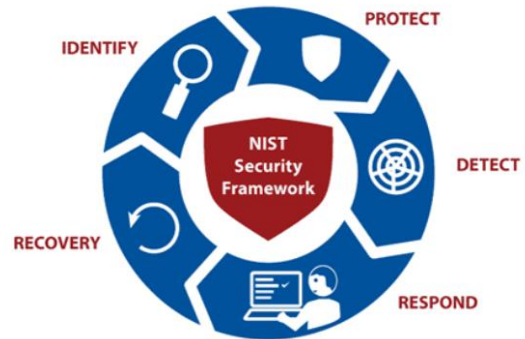 PROTECT
IDENTIFY
NIST
Security
Framework
DETECT
RECOVERY
RESPOND